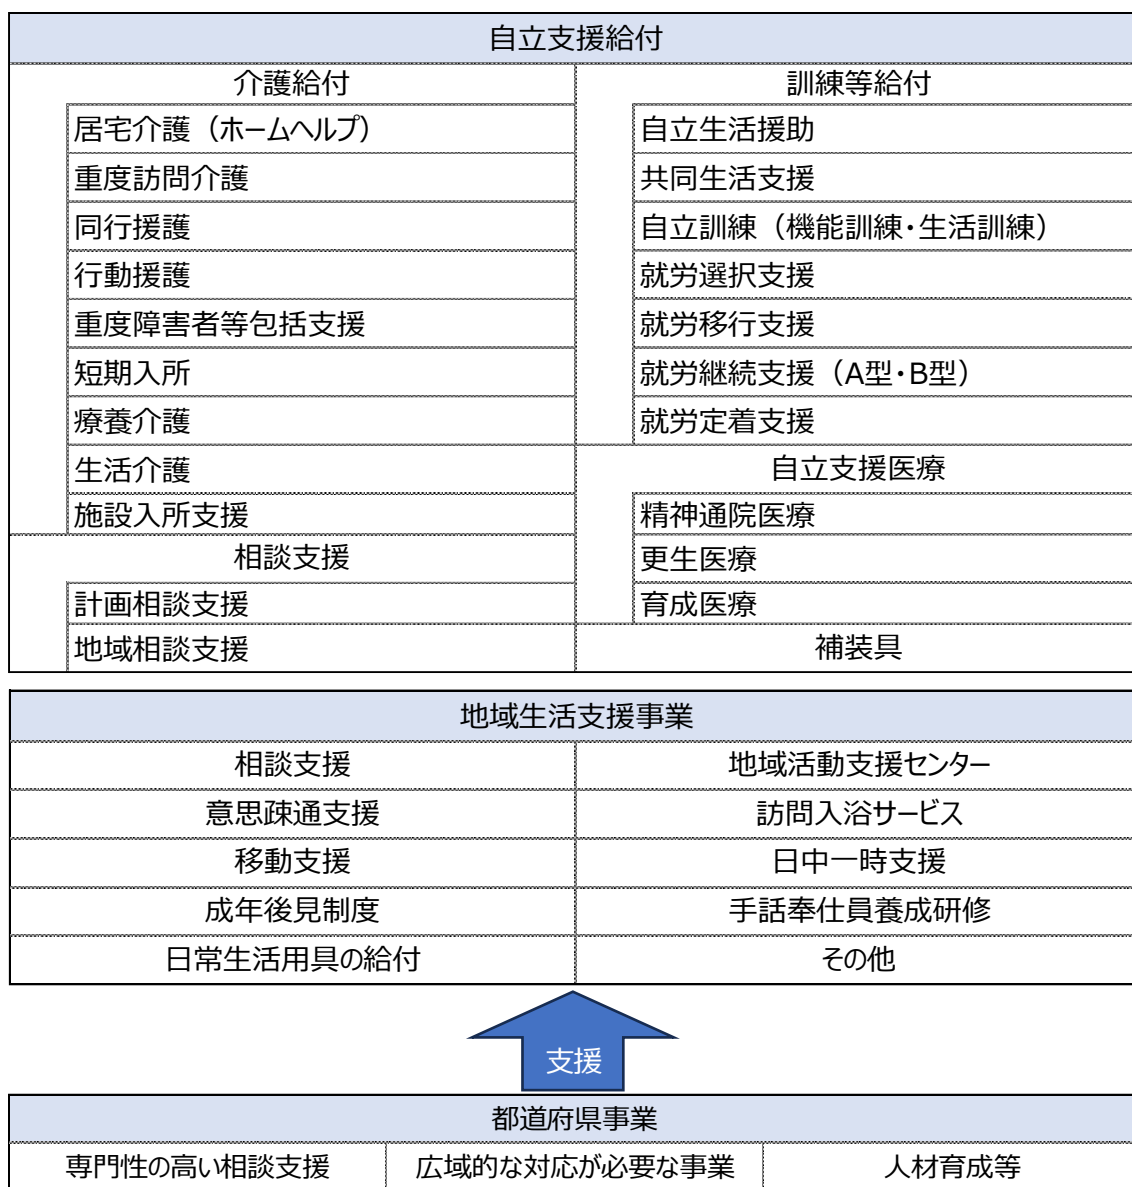 自立支援給付
介護給付
居宅介護（ホームヘルプ）
重度訪問介護
同行援護
行動援護
重度障害者等包括支援
短期入所
療養介護
生活介護
施設入所支援
相談支援
計画相談支援
地域相談支援
訓練等給付
自立生活援助
共同生活支援
自立訓練（機能訓練・生活訓練）
就労選択支援
就労移行支援
就労継続支援（A型・B型）
就労定着支援
自立支援医療
精神通院医療
更生医療
育成医療
補装具
地域生活支援事業
相談支援
地域活動支援センター
意思疎通支援
訪問入浴サービス
移動支援
日中一時支援
成年後見制度
手話奉仕員養成研修
日常生活用具の給付
その他
支援
都道府県事業
専門性の高い相談支援
広域的な対応が必要な事業
人材育成等